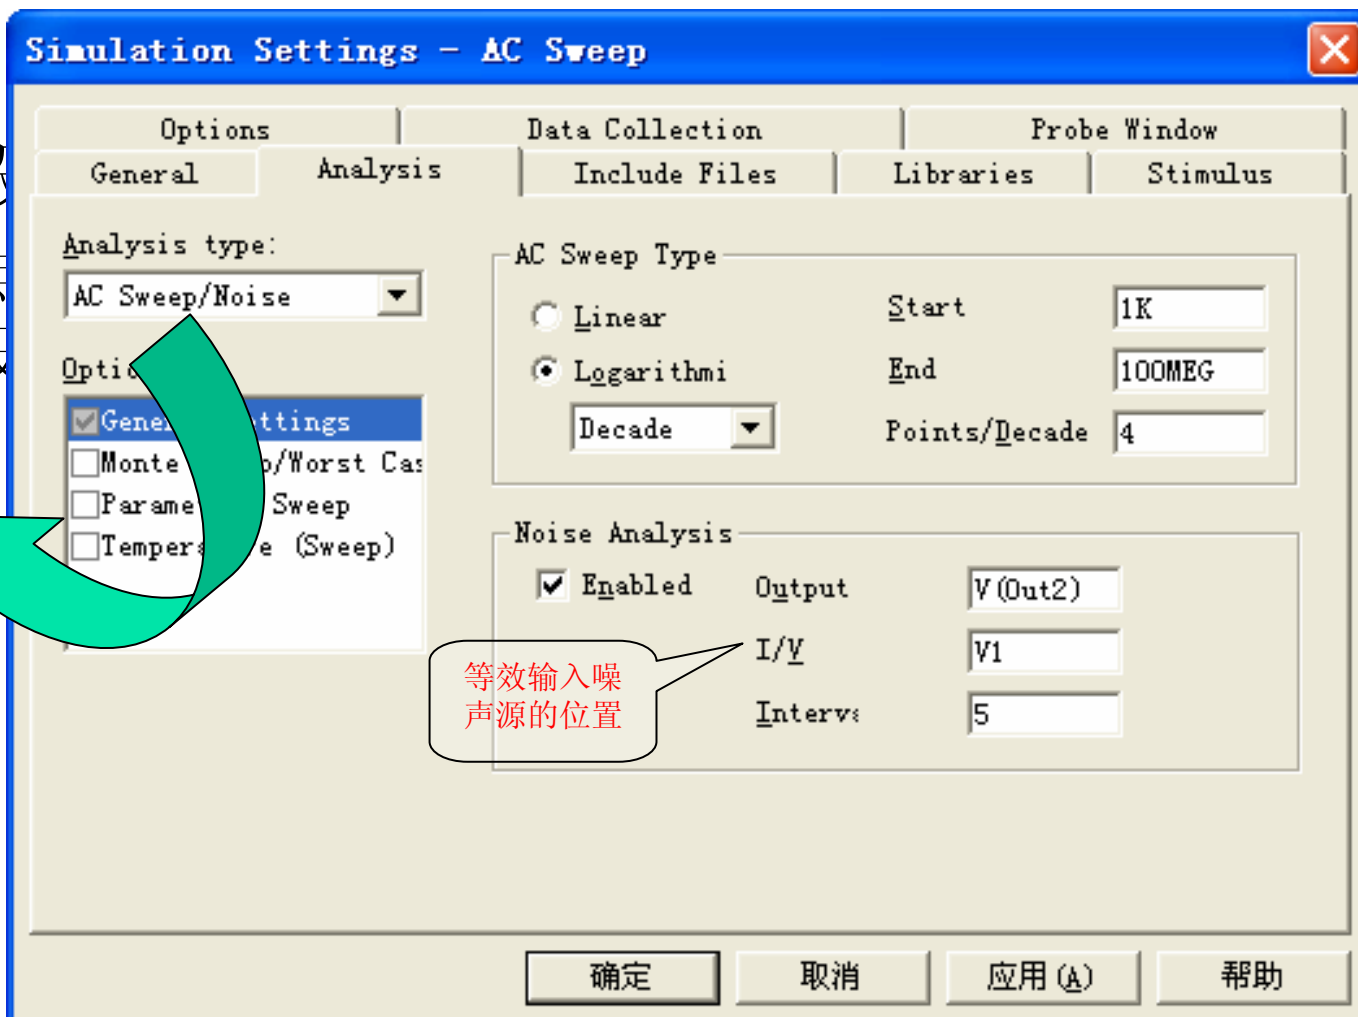 Simulation Settings - AC Sweep
Options
Data Collection
Probe Window
General
Analysis
Include Files
Libraries
Stimulus
Analysis type:
AC Sweep/Noise
AC Sweep Type
Linear
Logarithmi
Decade
Start
1K
End
100MEG
Points/Decade
4
Sweep
(Sweep)
Noise Analysis
Enabled
Output
V(Out2)
I/V
V1
5
等效输入噪
声源的位置
确定
取消
应用(A)
帮助